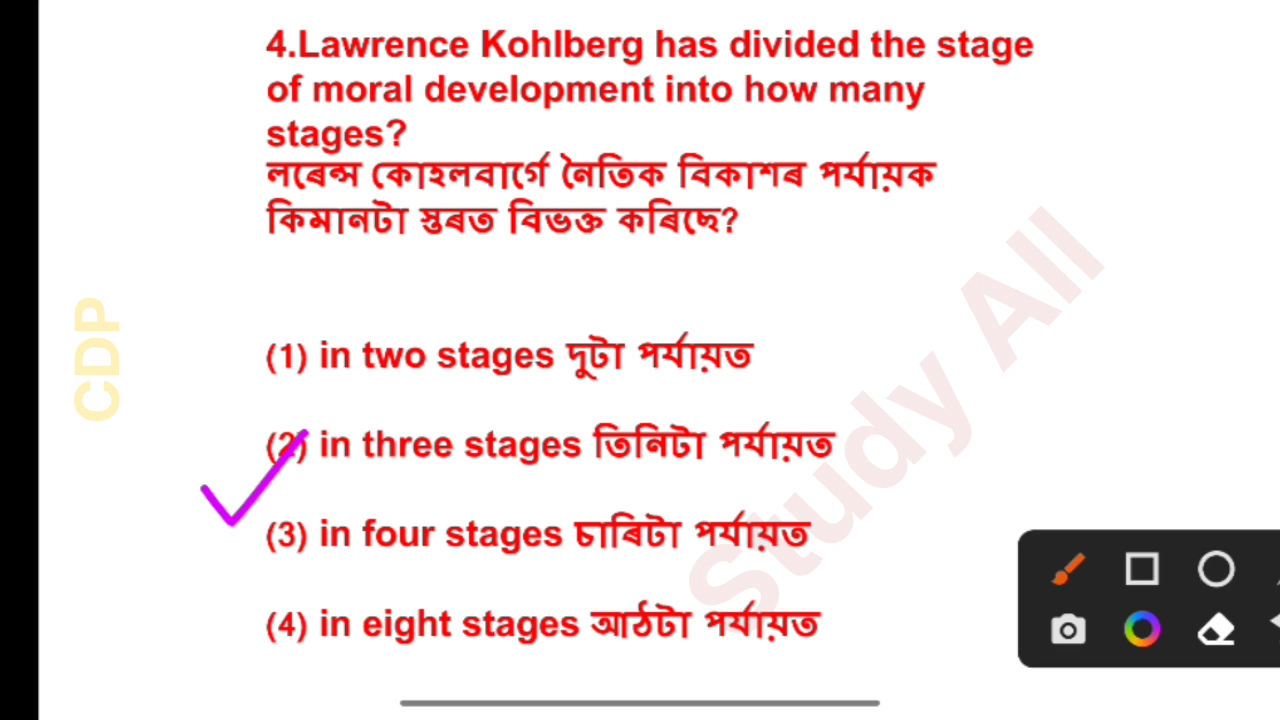 4.Lawrence Kohlberg has divided the stage
of moral development into how many
stages?
লৰেন্স কোহলবাৰ্গে নৈতিক বিকাশৰ পৰ্যায়ক
কিমানটা স্তৰত বিভক্ত কৰিছে?
CDP
(1) in two stages দুটা পৰ্যায়ত
(2) in three stages তিনিটা পৰ্যায়ত
(3) in four stages চাৰিটা পৰ্যায়ত
(4) in eight stages আঠটা পৰ্যায়ত
Study All